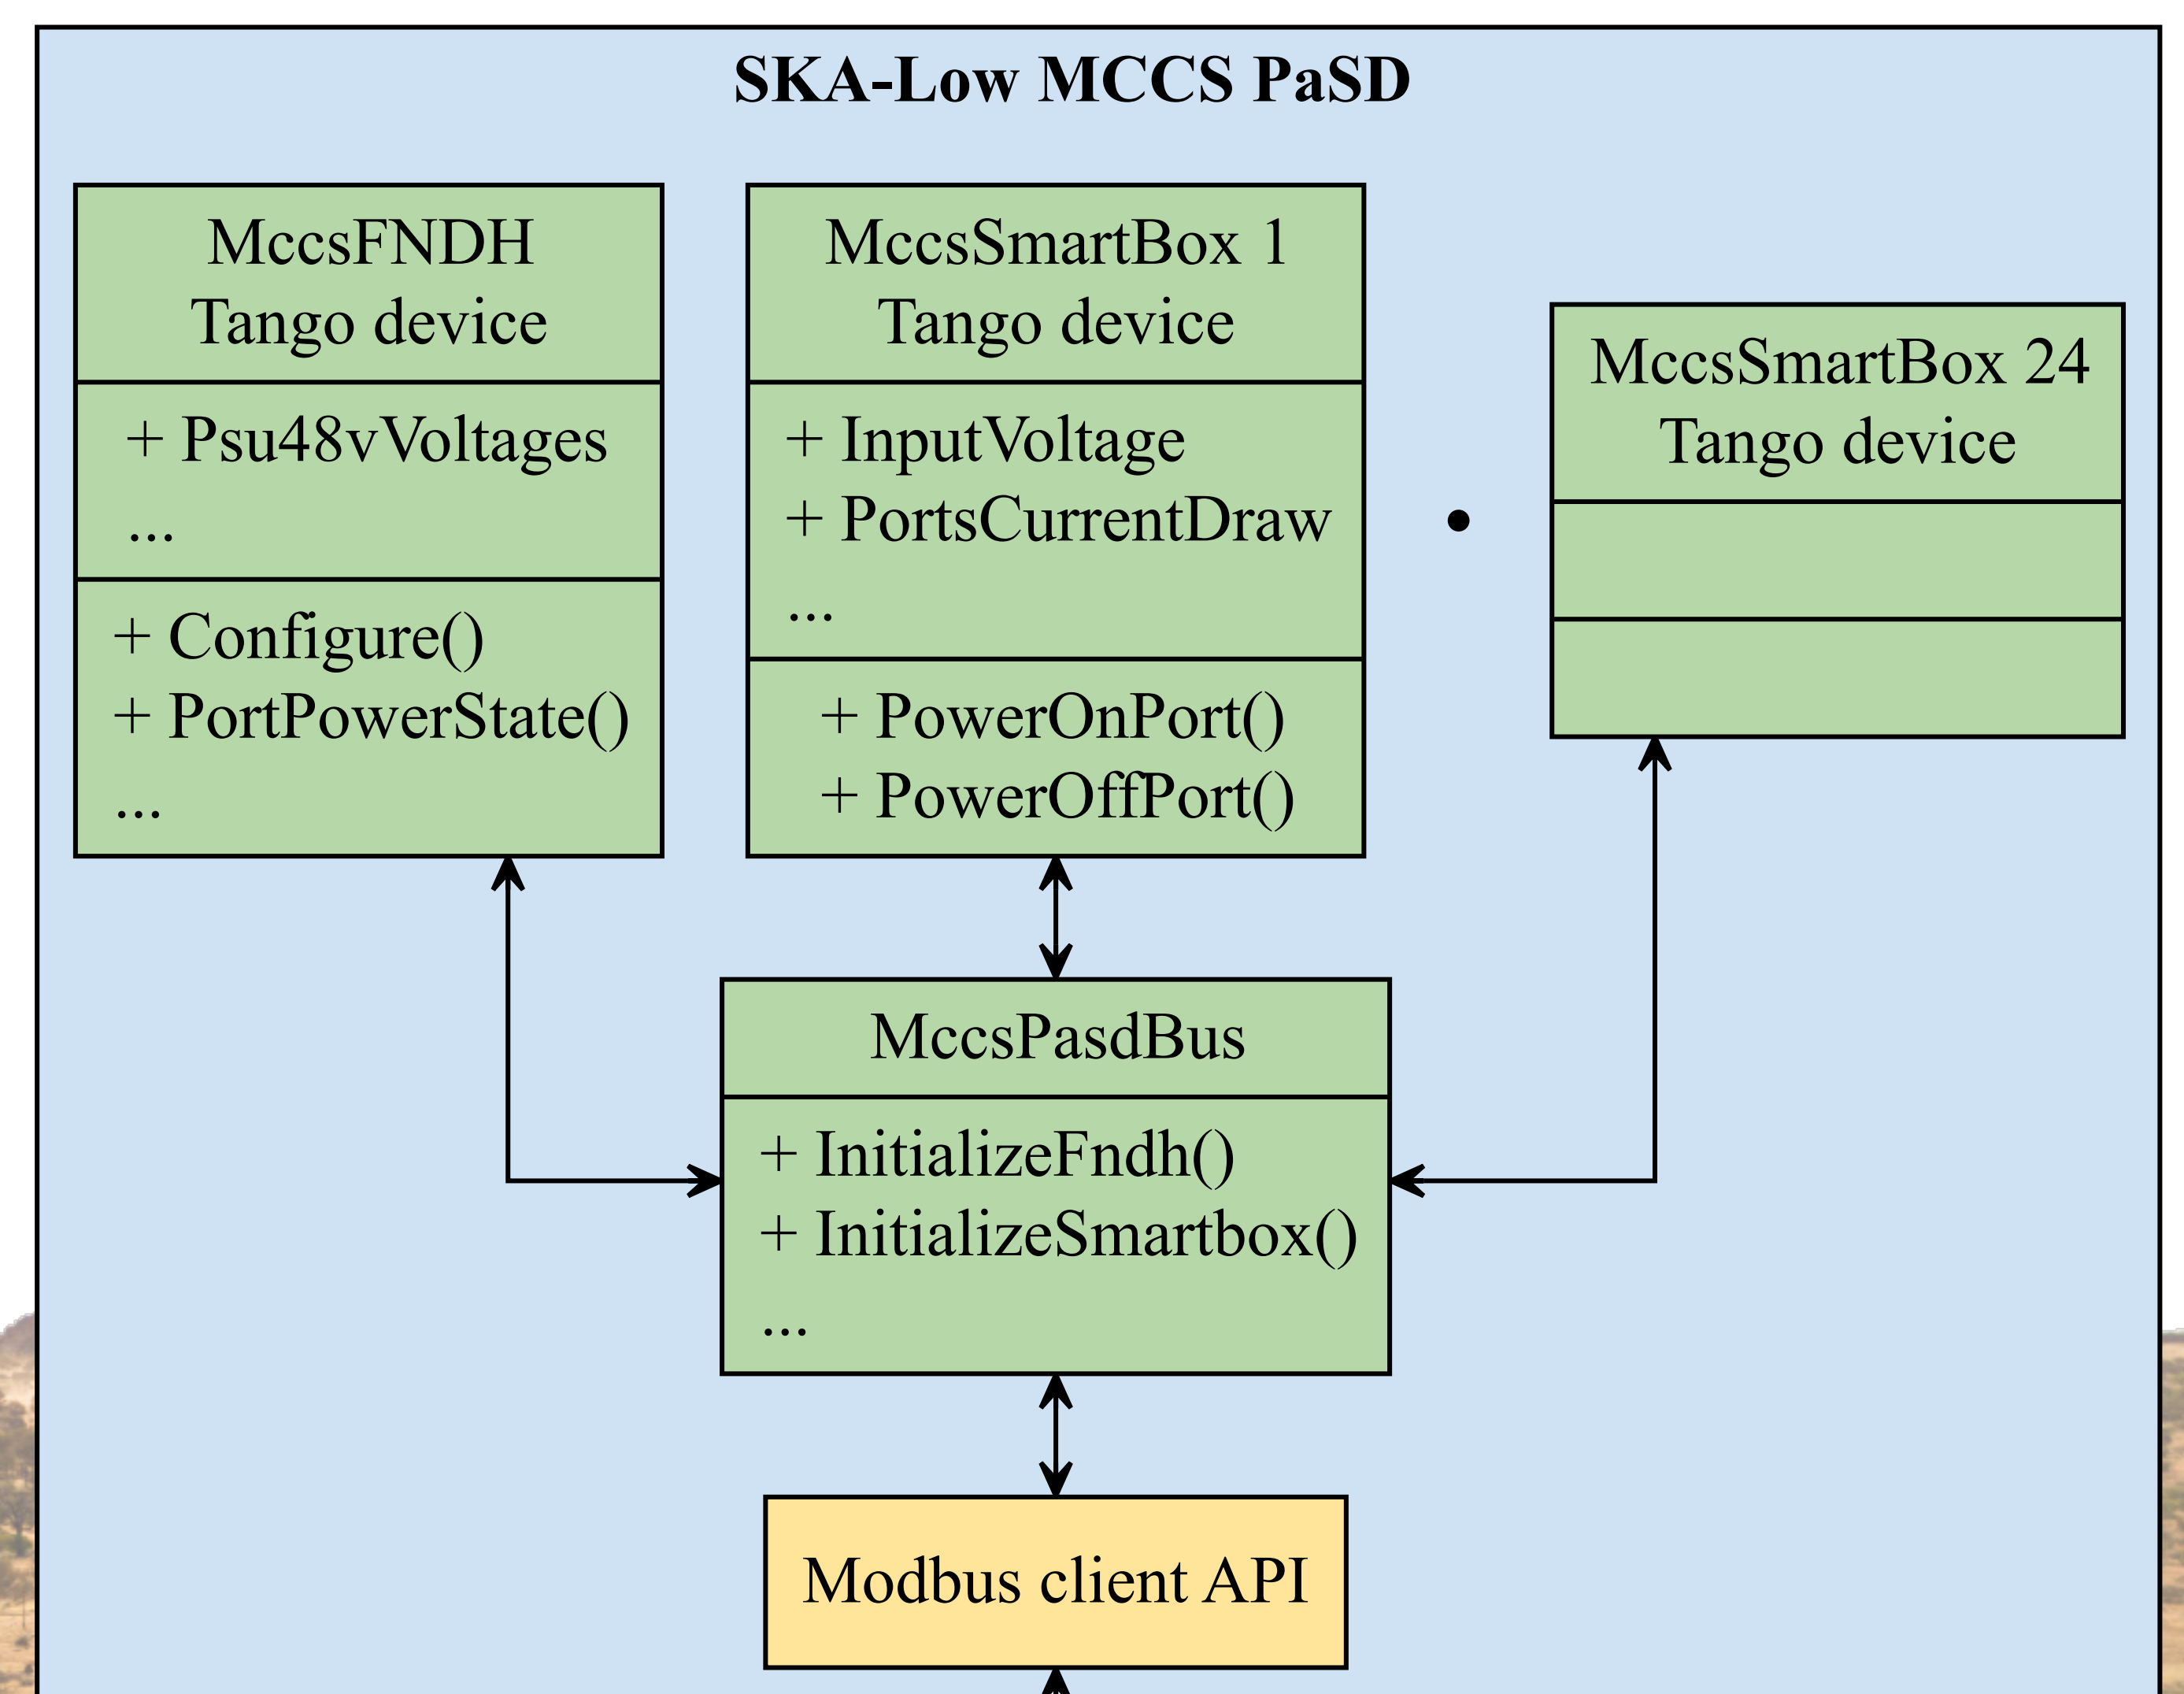 SKA-Low MCCS PaSD
MccsFNDH
Tango device
+ Psu48vVoltages
...
+ Configure()
+ PortPowerState()
...
MccsSmartBox 1
Tango device
+ InputVoltage
+ PortsCurrentDraw
...
+ PowerOnPort()
+ PowerOffPort()
MccsSmartBox 24
Tango device
MccsPasdBus
+ InitializeFndh()
+ InitializeSmartbox()
...
Modbus client API